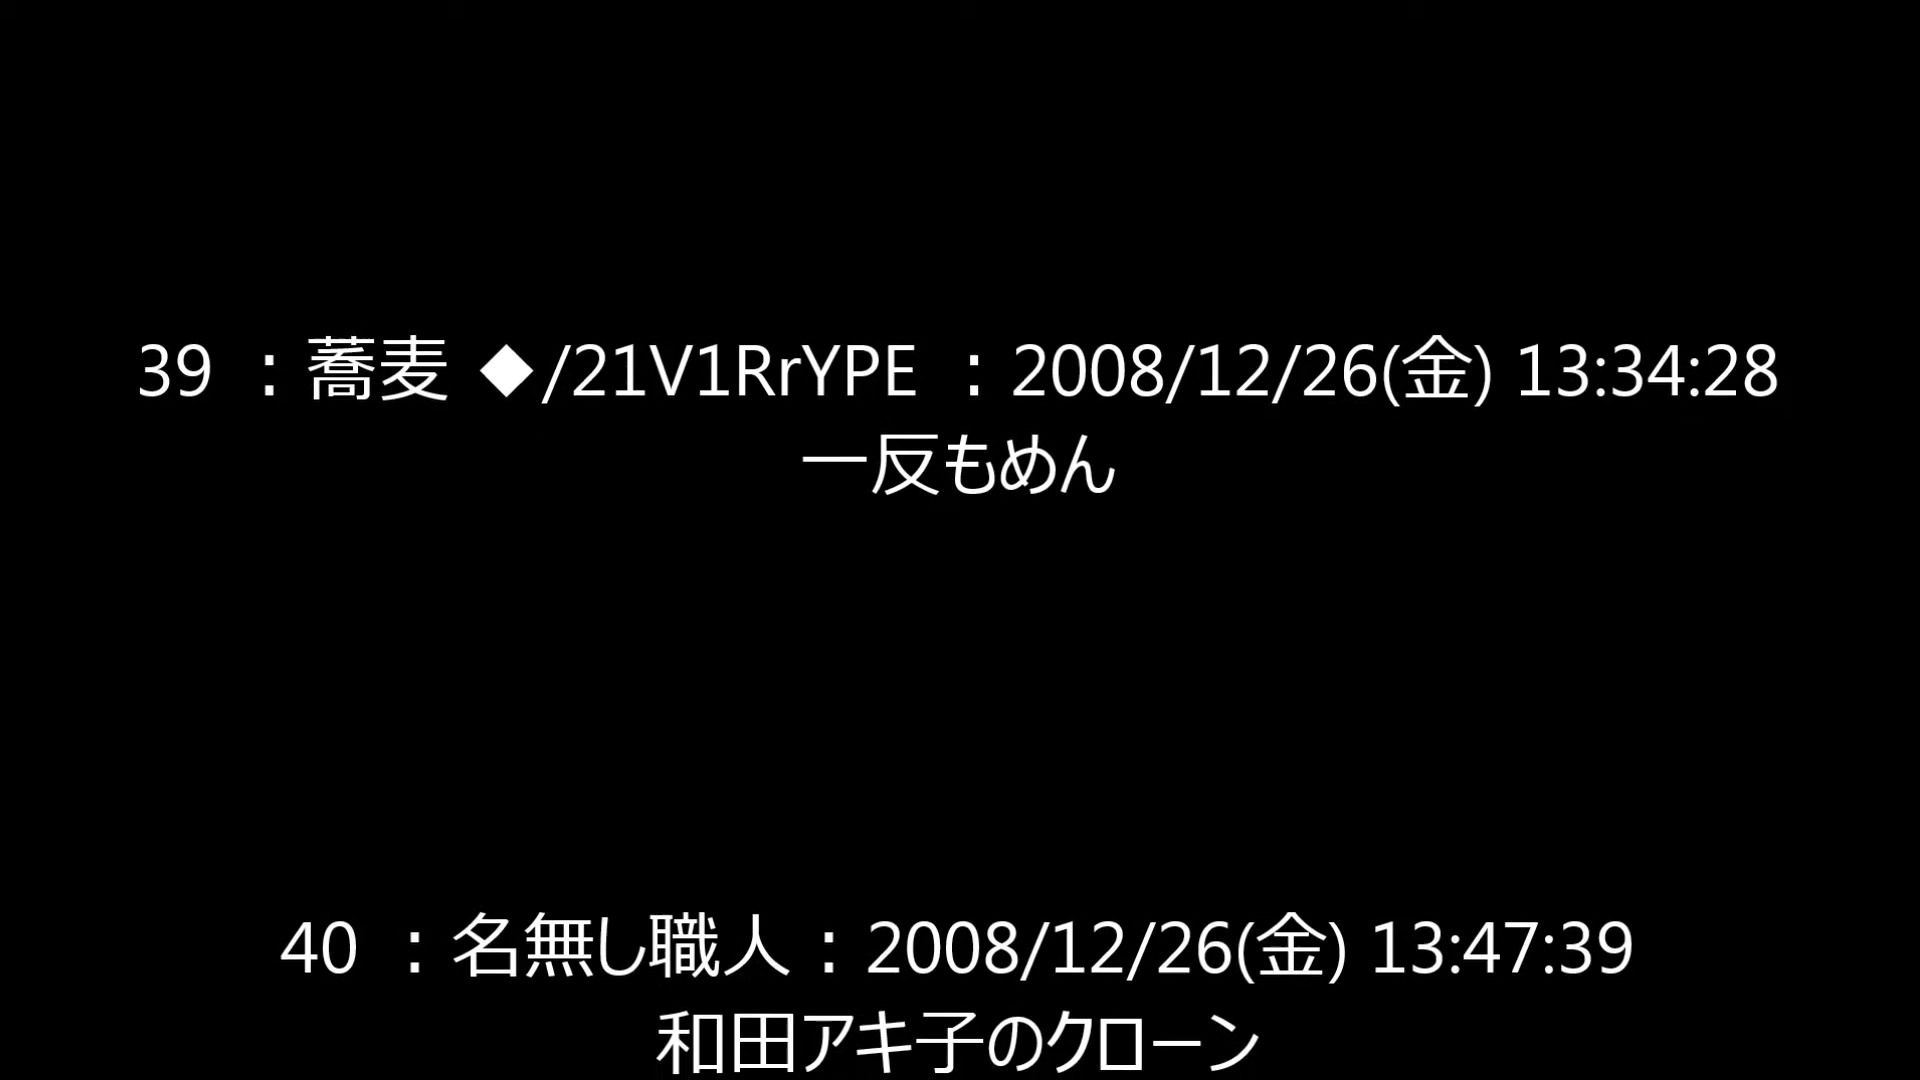 39 ：蕎麦 ◆/21V1RrYPE ：2008/12/26(金) 13:34:28
一反もめん
40 ：名無し職人：2008/12/26(金) 13:47:39
和田アキ子のクローン